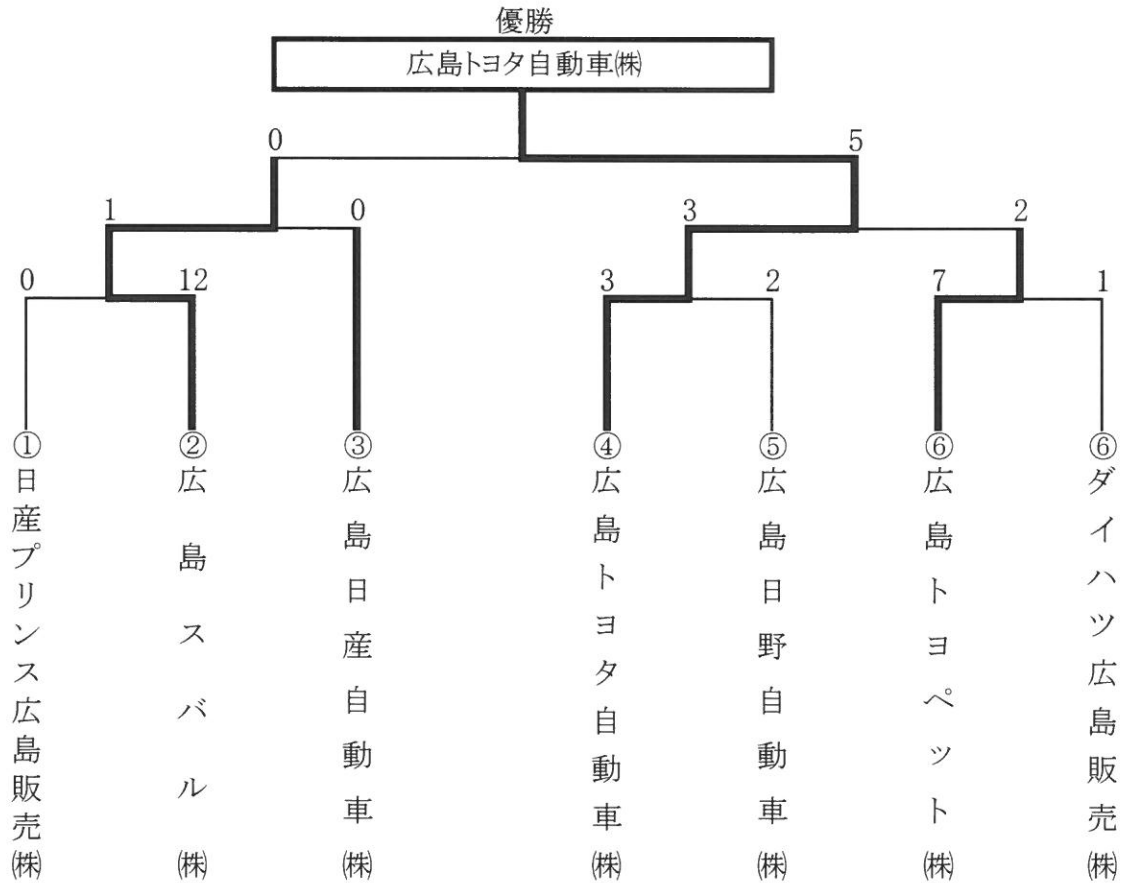 優勝
広島トヨタ自動車㈱
0 5
1 0 3 2
0 12 3 2 7 1
①日産プリンス広島販売㈱
②広島スバル㈱
③広島日産自動車㈱
④広島トヨタ自動車㈱
⑤広島日野自動車㈱
⑥広島トヨペット㈱
⑥ダイハツ広島販売㈱